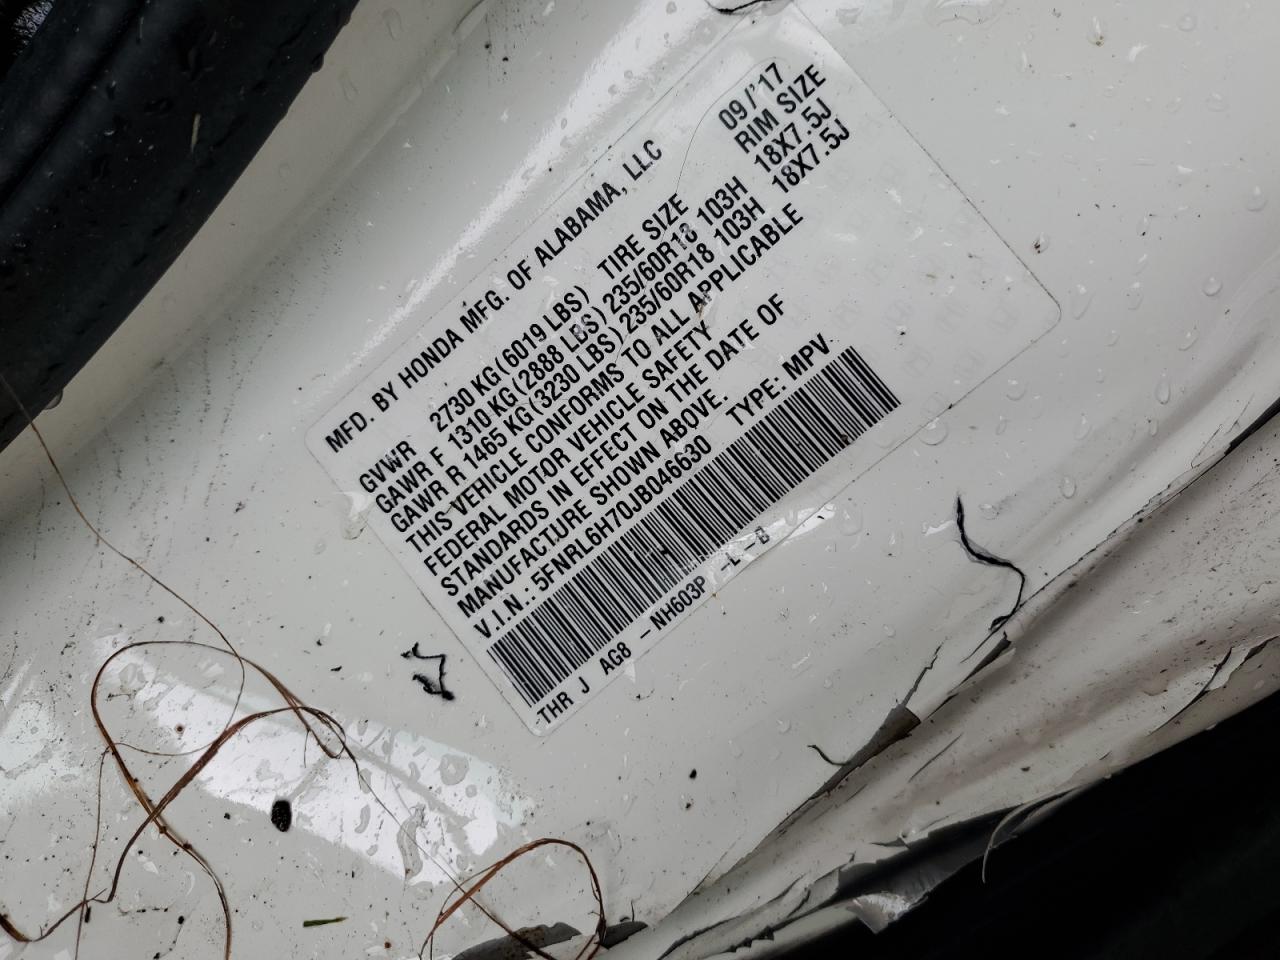 MFD. BY HONDA MFG. OF ALABAMA, LLC 09/'17
TIRE SIZE RIM SIZE
GVWR 2730 KG(6019 LBS)
GAWR F 1310 KG(2888 LBS) 235/60R18 103H 18X7.5J
GAWR R 1465 KG(3230 LBS) 235/60R18 103H 18X7.5J
THIS VEHICLE CONFORMS TO ALL APPLICABLE
FEDERAL MOTOR VEHICLE SAFETY
STANDARDS IN EFFECT ON THE DATE OF
MANUFACTURE SHOWN ABOVE.
V.I.N.: 5FNRL6H70JB046630 TYPE: MPV
THR J AG8 -NH603P -L -B